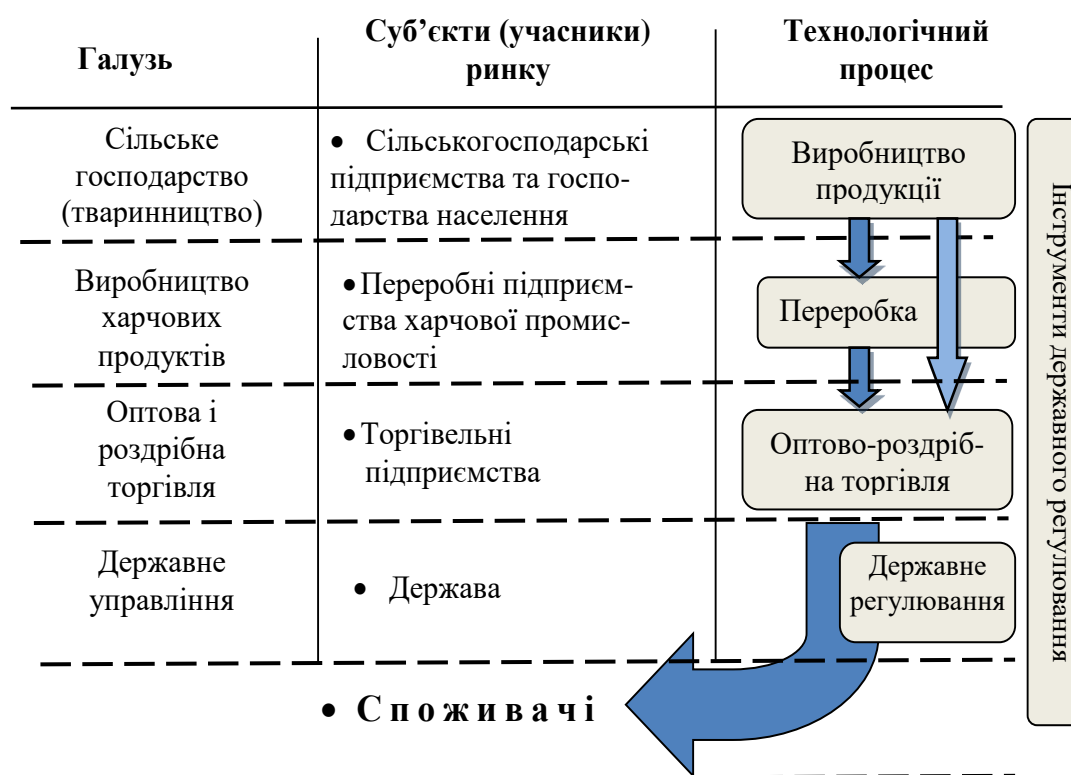 Галузь
Суб’єкти (учасники)
ринку
Технологічний
процес
Сільське
господарство
(тваринництво)
• Сільськогосподарські
підприємства та госпо-
дарства населення
Виробництво
продукції
Виробництво
харчових
продуктів
• Переробні підприєм-
ства харчової промис-
ловості
Переробка
Оптова і
роздрібна
торгівля
• Торгівельні
підприємства
Оптово-роздріб-
на торгівля
Державне
управління
• Держава
Державне
регулювання
• С п о ж и в а ч і
Інструменти державного регулювання